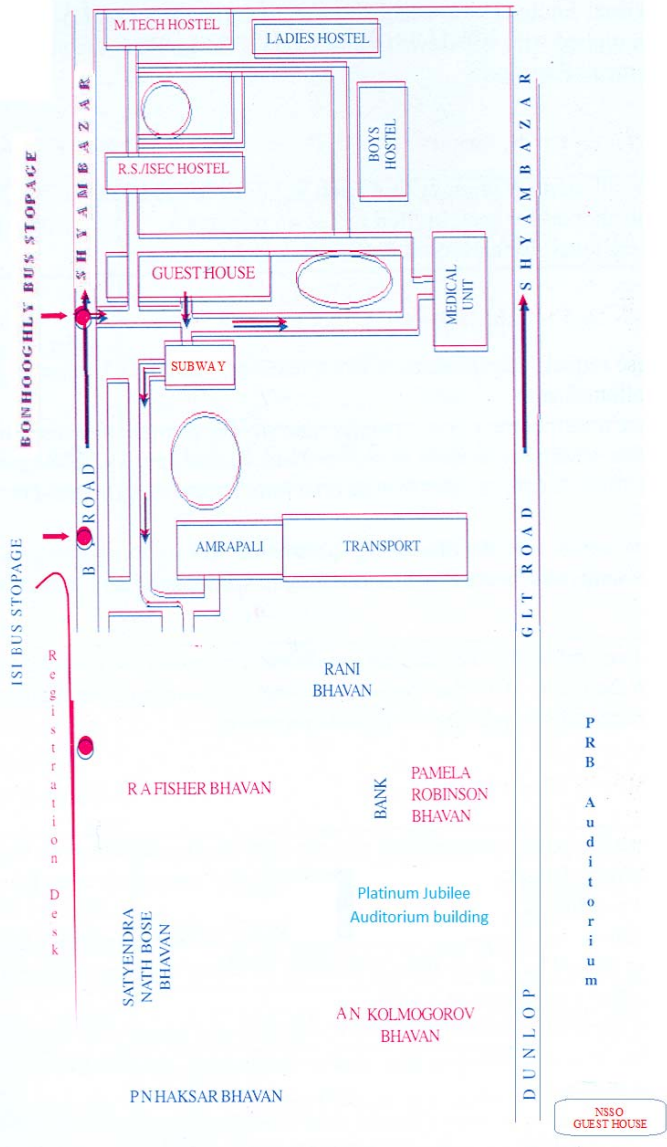 M.TECH HOSTEL
LADIES HOSTEL
BOYS
HOSTEL
R.S./ISEC HOSTEL
SHYAMBAZAR
BONHOOGHLY BUS STOPAGE
SHYAMBAZAR
GUEST HOUSE
MEDICAL
UNIT
SUBWAY
B ROAD
AMRAPALI
TRANSPORT
GLT ROAD
ISI BUS STOPAGE
Registration Desk
RANI
BHAVAN
PRB Auditorium
R A FISHER BHAVAN
BANK
PAMELA
ROBINSON
BHAVAN
Platinum Jubilee
Auditorium building
SATYENDRA
NATH BOSE
BHAVAN
A N KOLMOGOROV
BHAVAN
DUNLOP
P N HAKSAR BHAVAN
NSSO
GUEST HOUSE